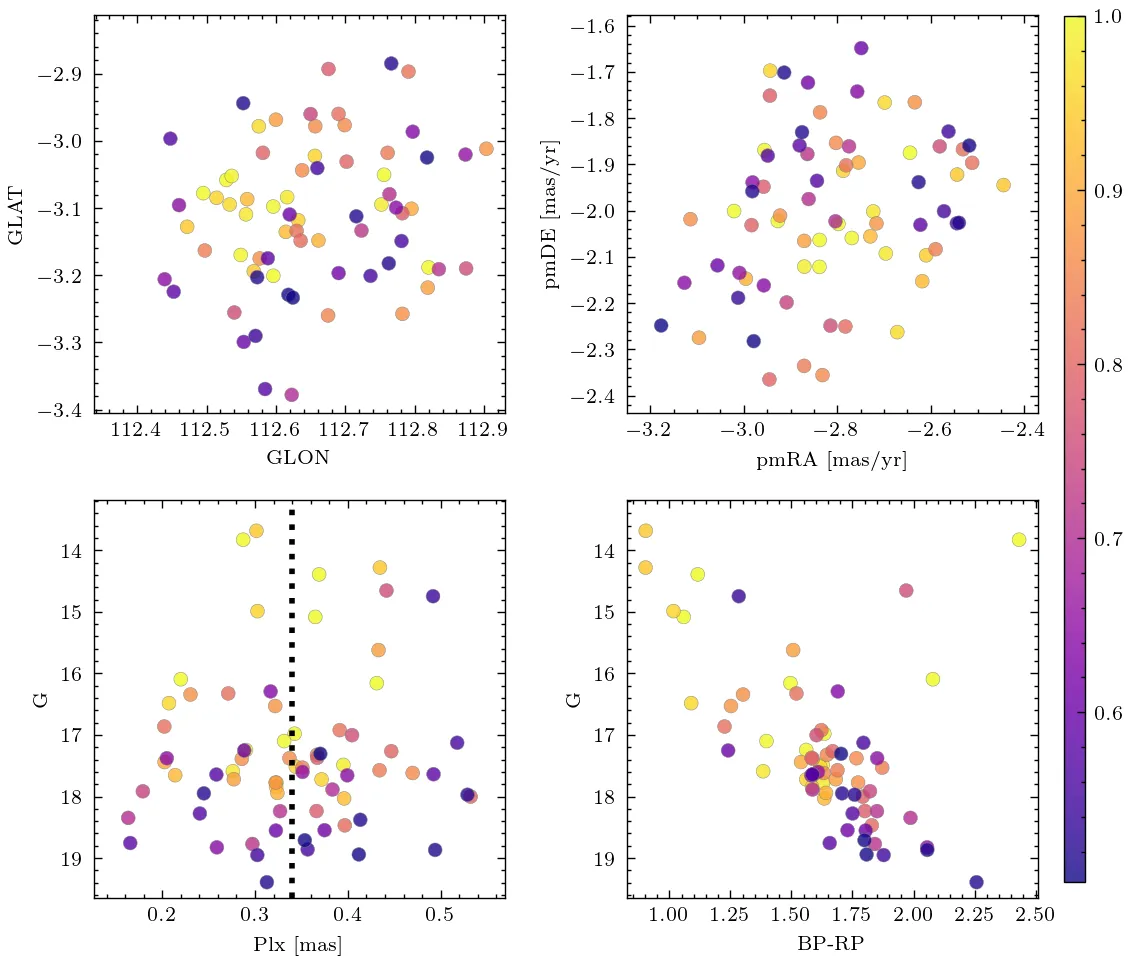 −2.9
−3.0
−3.1
−3.2
−3.3
−3.4
GLAT
112.4 112.5 112.6 112.7 112.8 112.9
GLON
−1.6
−1.7
−1.8
−1.9
−2.0
−2.1
−2.2
−2.3
−2.4
pmDE [mas/yr]
−3.2 −3.0 −2.8 −2.6 −2.4
pmRA [mas/yr]
14
15
16
17
18
19
G
0.2 0.3 0.4 0.5
Plx [mas]
14
15
16
17
18
19
G
1.00 1.25 1.50 1.75 2.00 2.25 2.50
BP-RP
1.0
0.9
0.8
0.7
0.6